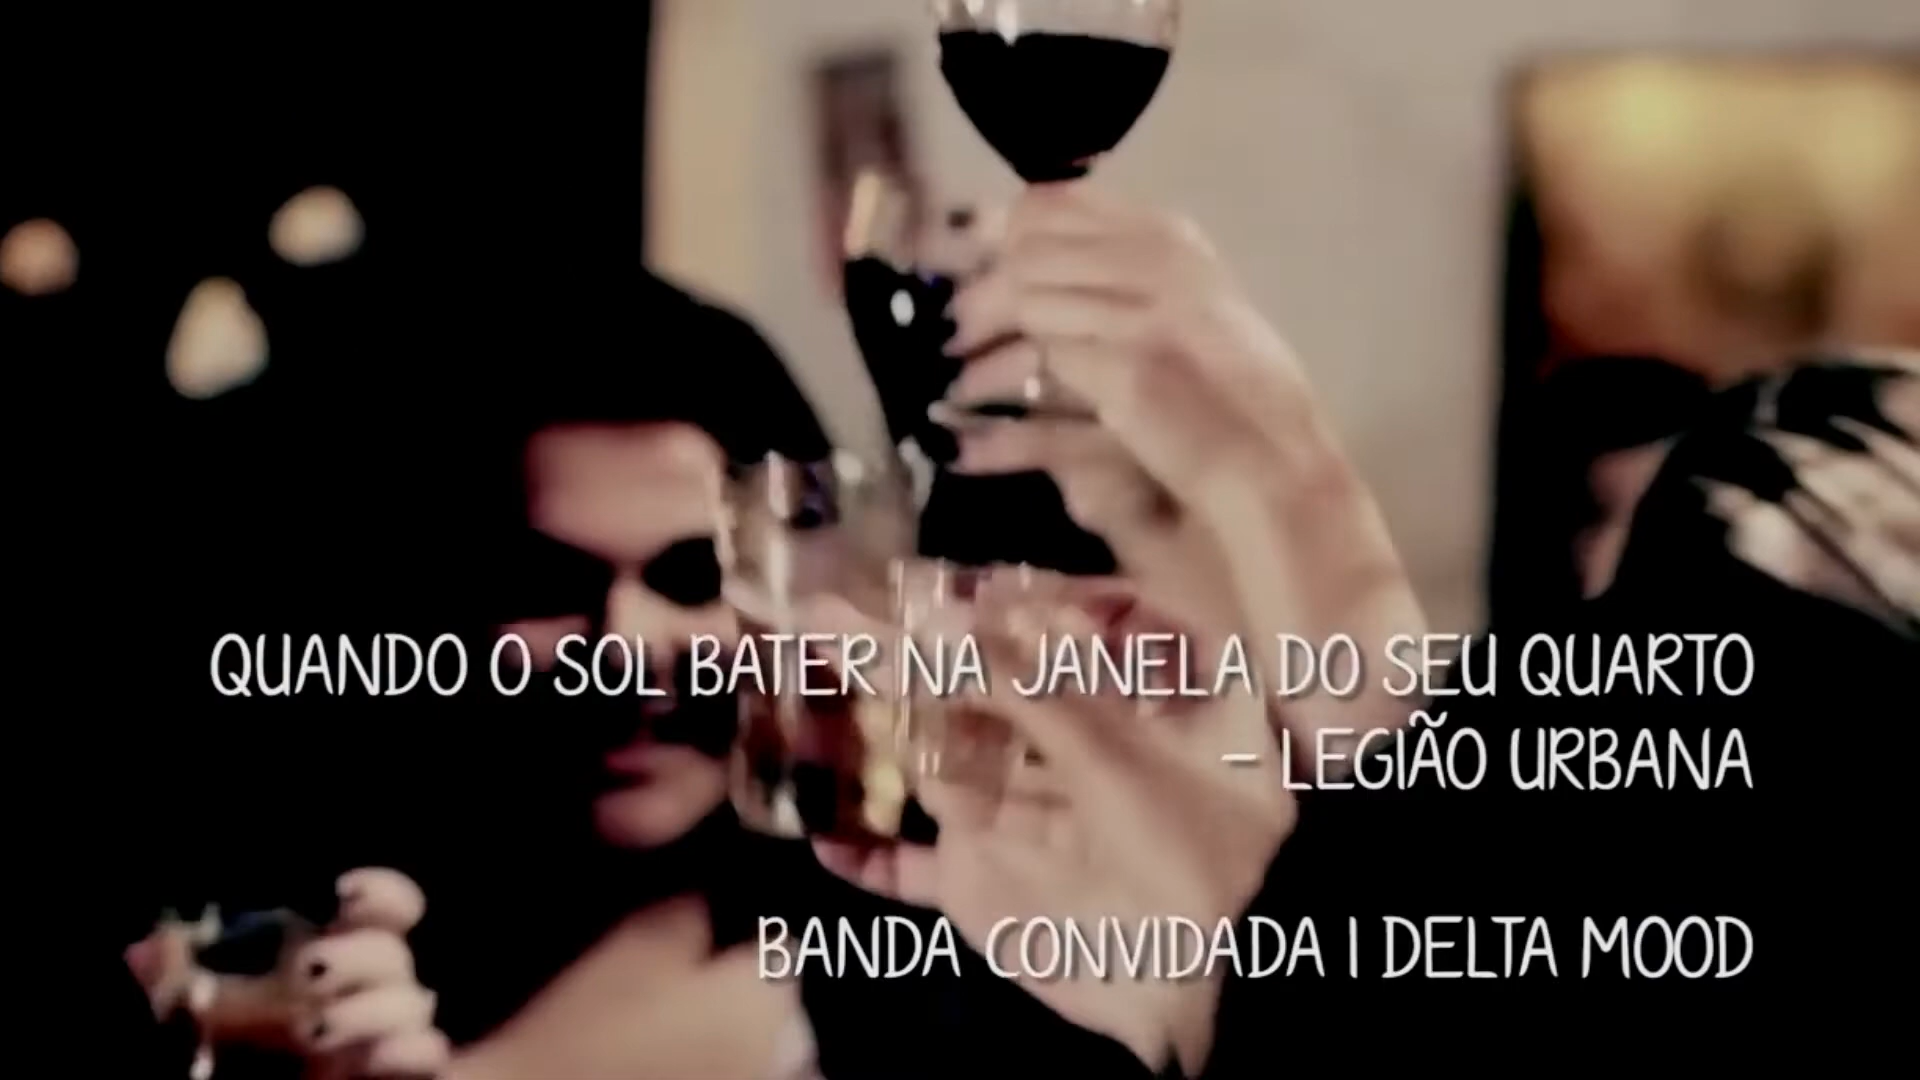 QUANDO O SOL BATER NA JANELA DO SEU QUARTO
- LEGIÃO URBANA
BANDA CONVIDADA | DELTA MOOD